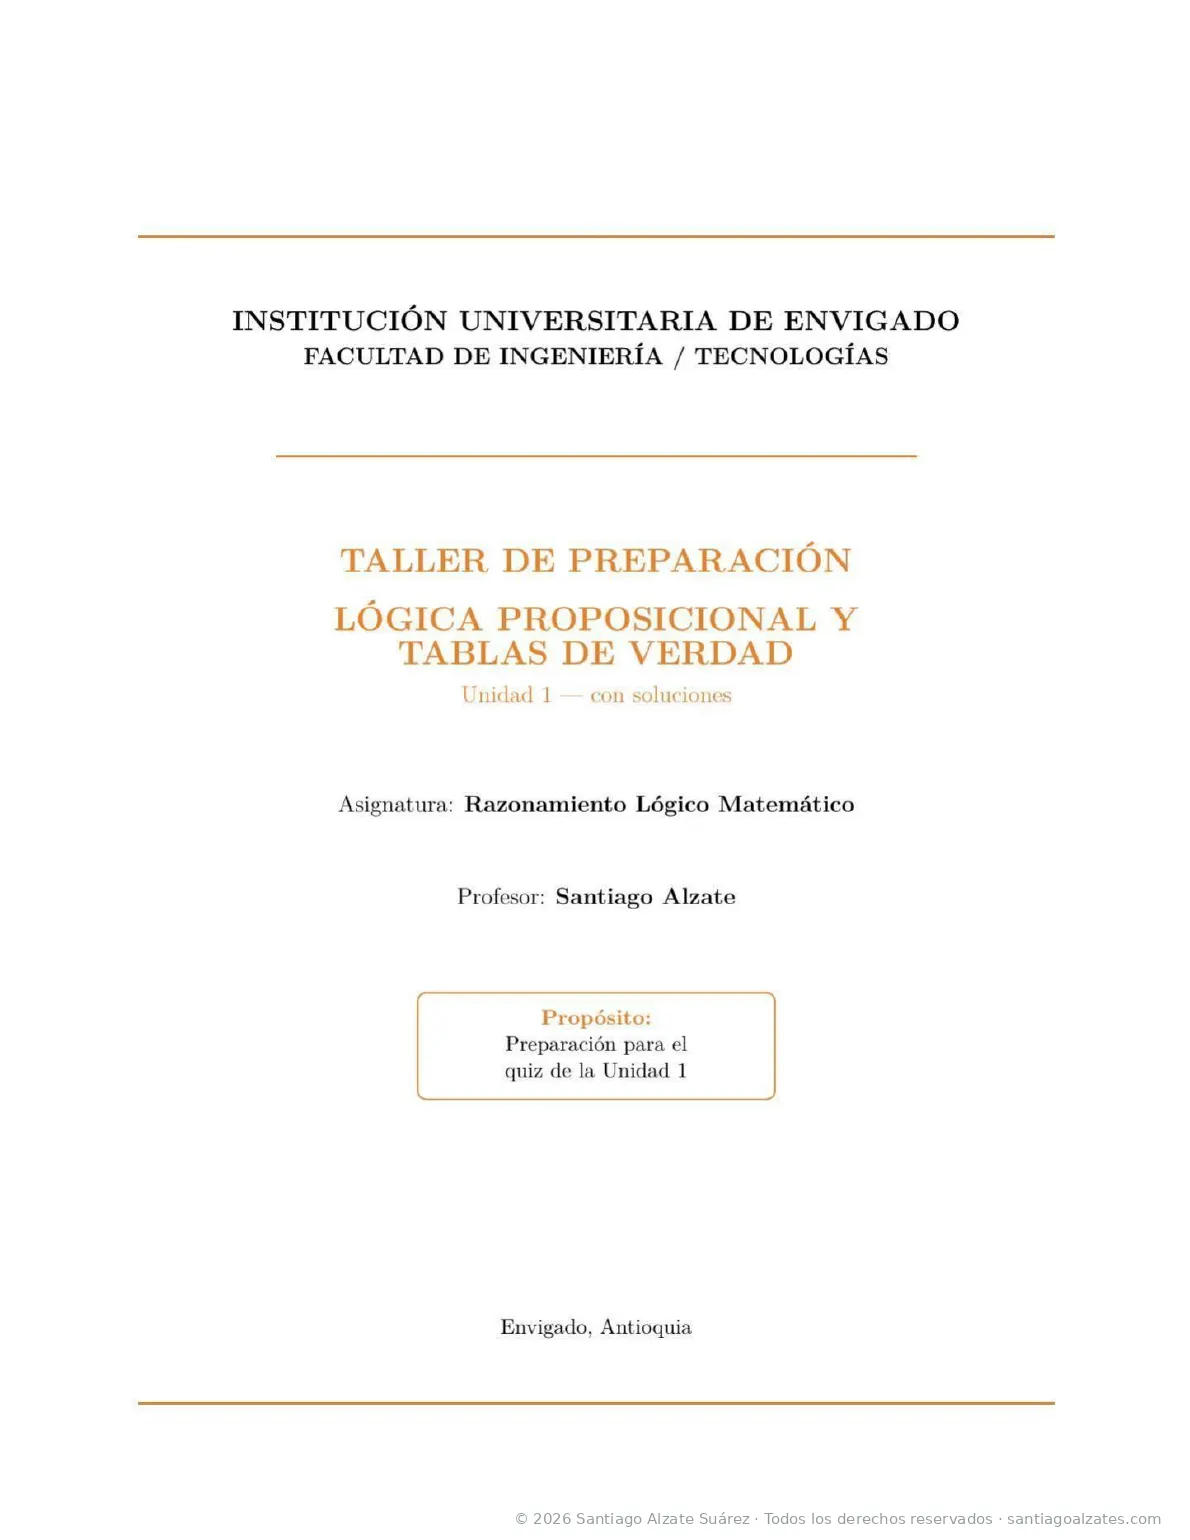 INSTITUCIÓN UNIVERSITARIA DE ENVIGADO
FACULTAD DE INGENIERÍA / TECNOLOGÍAS
TALLER DE PREPARACIÓN
LÓGICA PROPOSICIONAL Y
TABLAS DE VERDAD
Unidad 1 — con soluciones
Asignatura: Razonamiento Lógico Matemático
Profesor: Santiago Alzate
Propósito:
Preparación para el
quiz de la Unidad 1
Envigado, Antioquia
© 2026 Santiago Alzate Suárez · Todos los derechos reservados · santiagoalzates.com